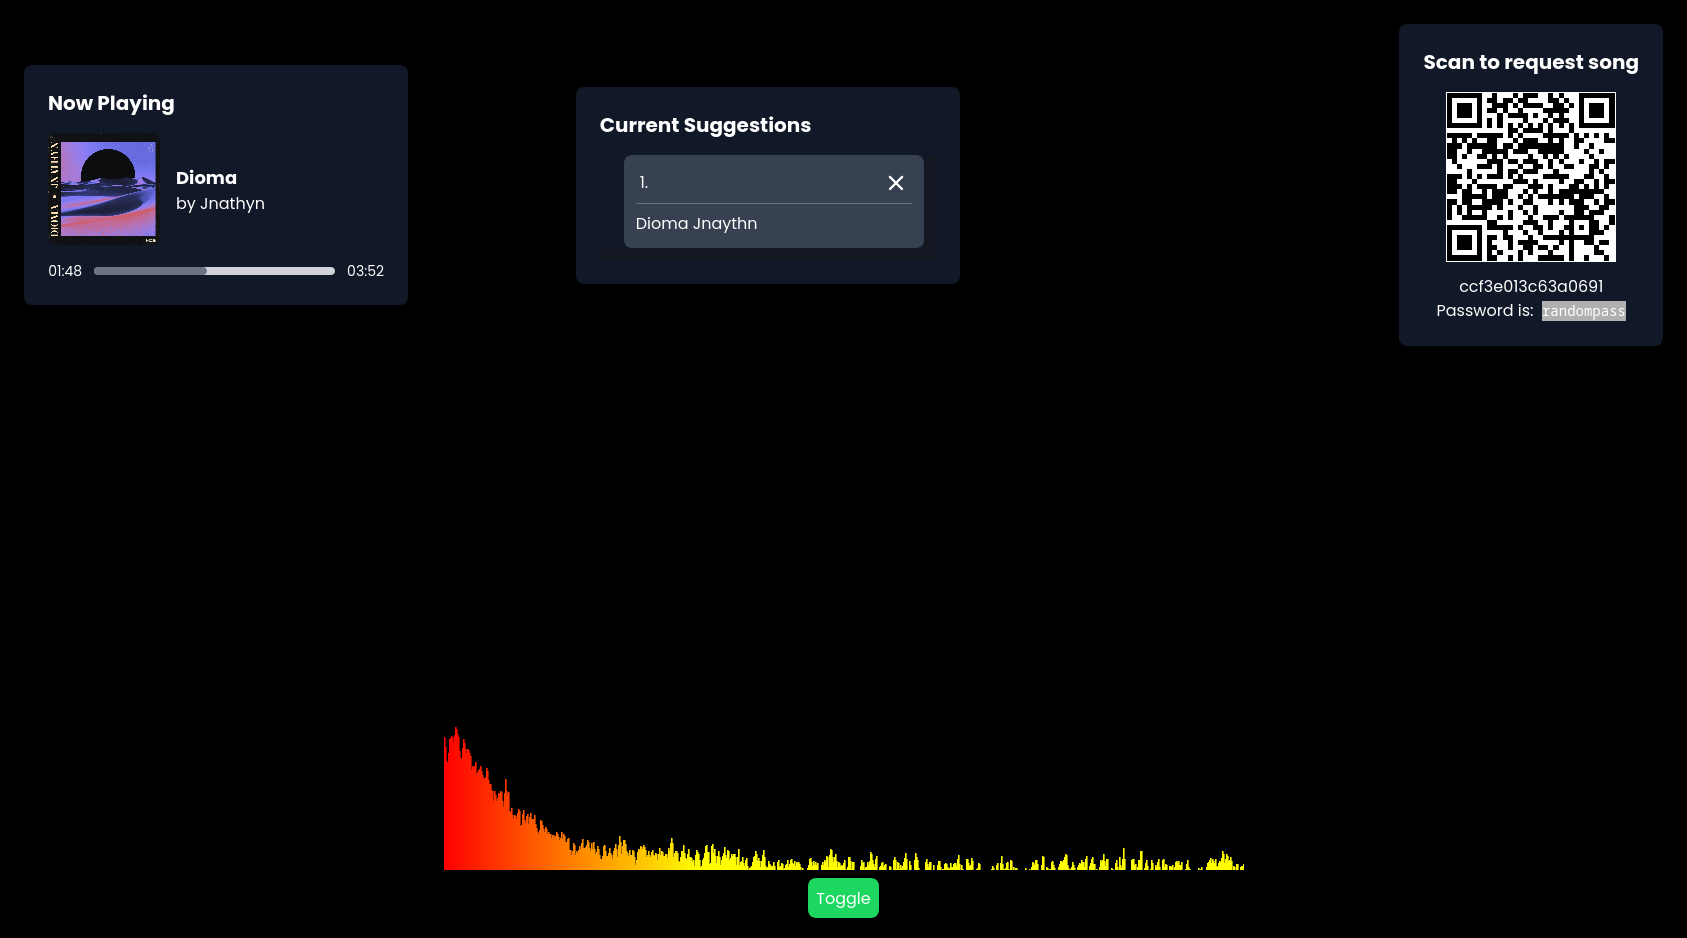 Now Playing
DIOMA • JNATHYN
NCS
Dioma
by Jnathyn
01:48
03:52
Current Suggestions
1.
Dioma Jnaythn
Scan to request song
ccf3e013c63a0691
Password is: randompass
Toggle